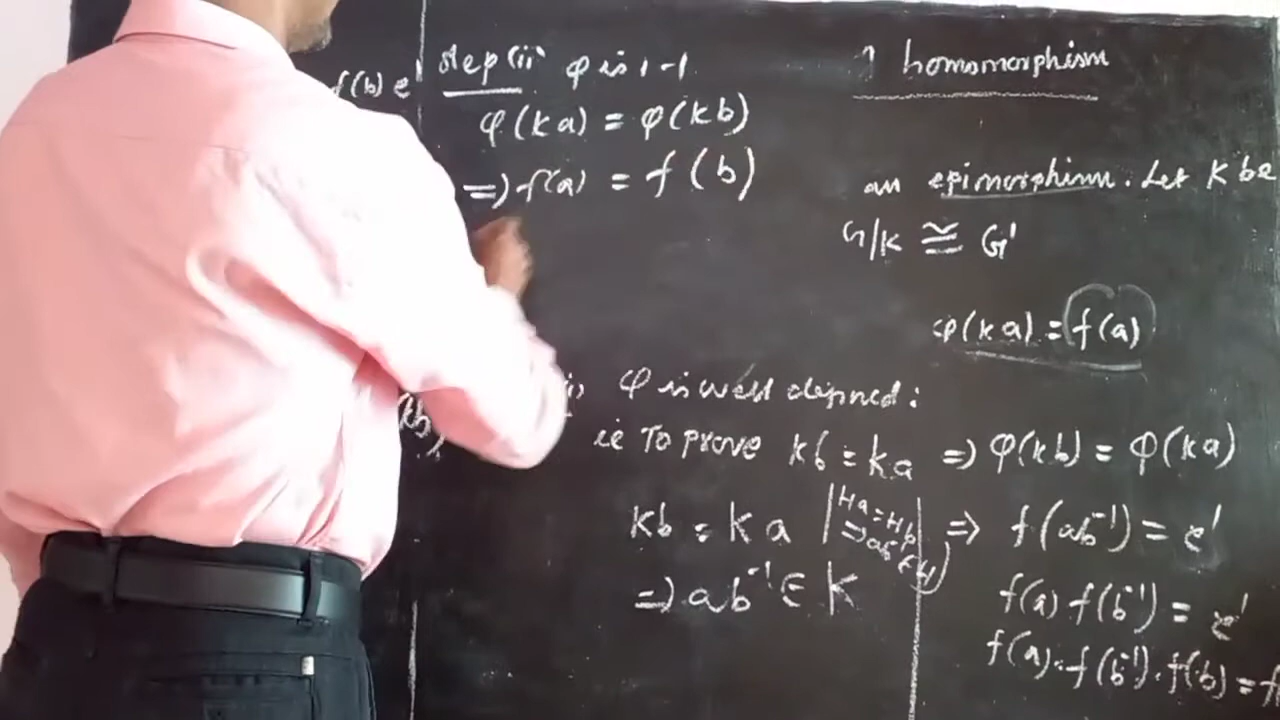 homomorphism
an epimorphism. Let K be
G/K ≅ G'
φ(Ka) = f(a)
φ is well defined:
ie To prove Kb = Ka ⇒ φ(Kb) = φ(Ka)
Kb = Ka | Ha = Hb ⇒ ab⁻¹ ∈ H
⇒ ab⁻¹ ∈ K
⇒ f(ab⁻¹) = e'
f(a) f(b⁻¹) = e'
f(a). f(b⁻¹). f(b) =
f(b) e'
step (ii φ is 1-1
φ(Ka) = φ(Kb)
⇒ f(a) = f(b)